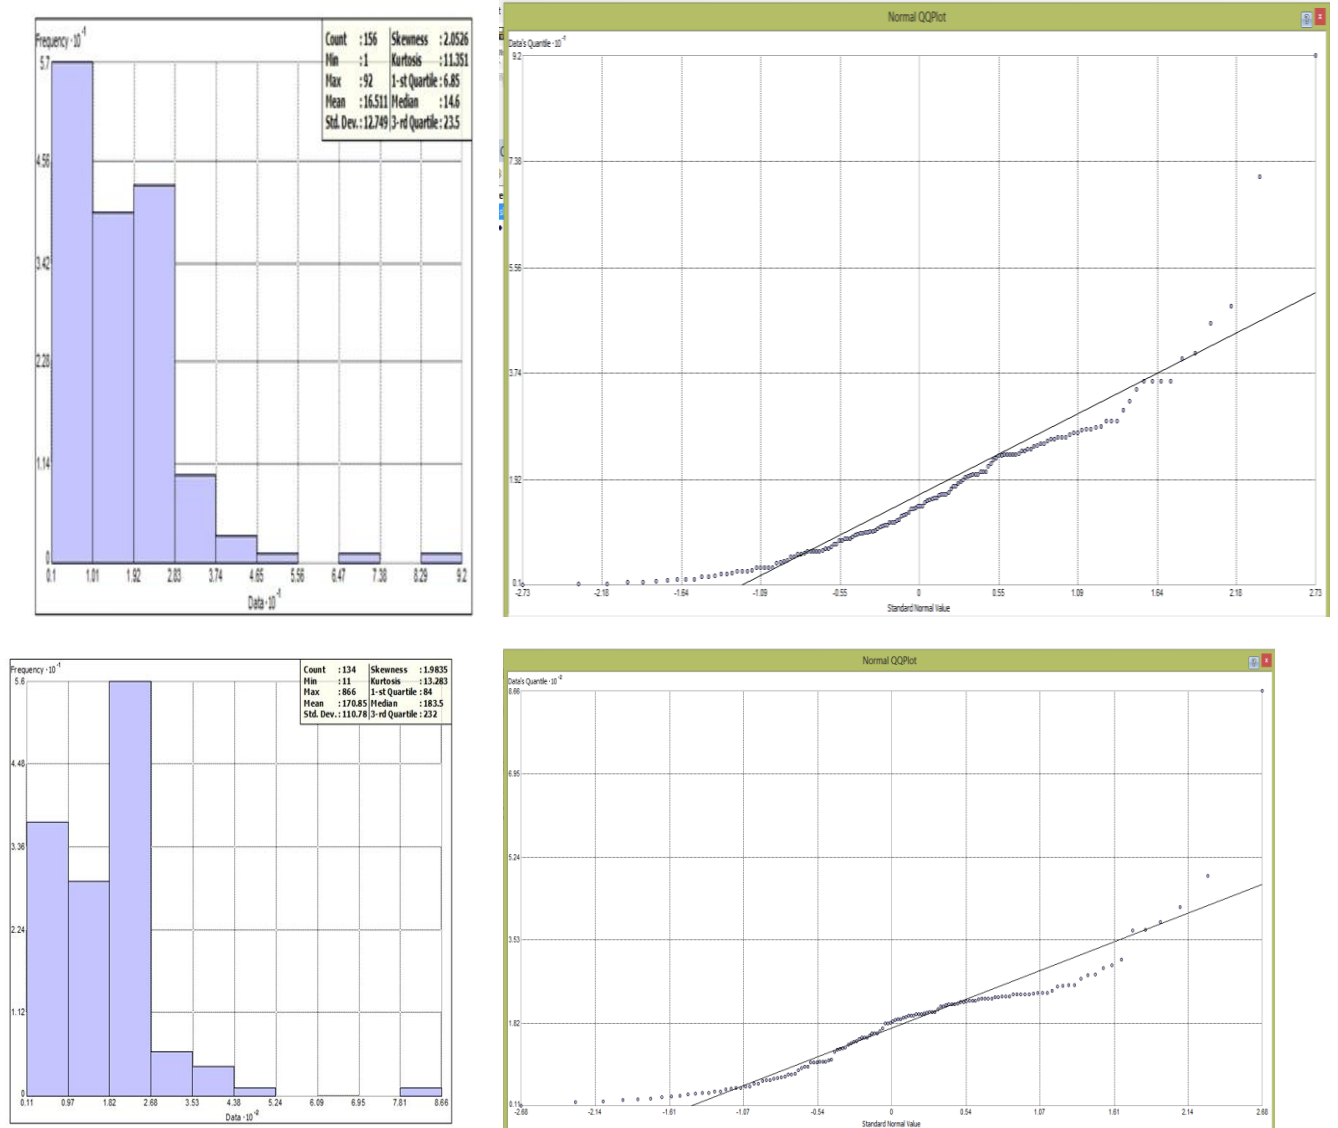 Frequency · 10⁻¹
Count : 156 Skewness : 2.0526
Min : 1 Kurtosis : 11.351
Max : 92 1-st Quartile : 6.85
Mean : 16.511 Median : 14.6
Std. Dev. : 12.749 3-rd Quartile : 23.5
5.7
4.56
3.42
2.28
1.14
0
0.1 1.01 1.92 2.83 3.74 4.65 5.56 6.47 7.38 8.29 9.2
Data · 10⁻¹
Normal QQPlot
Data's Quantile · 10⁻¹
9.2
7.38
5.56
3.74
1.92
0.1
-2.73 -2.18 -1.64 -1.09 -0.55 0 0.55 1.09 1.64 2.18 2.73
Standard Normal Value
Frequency · 10⁻¹
Count : 134 Skewness : 1.9835
Min : 11 Kurtosis : 13.283
Max : 866 1-st Quartile : 84
Mean : 170.85 Median : 183.5
Std. Dev. : 110.78 3-rd Quartile : 232
5.6
4.48
3.36
2.24
1.12
0
0.11 0.97 1.82 2.68 3.53 4.38 5.24 6.09 6.95 7.81 8.66
Data · 10⁻²
Normal QQPlot
Data's Quantile · 10⁻²
8.66
6.95
5.24
3.53
1.82
0.11
-2.68 -2.14 -1.61 -1.07 -0.54 0 0.54 1.07 1.61 2.14 2.68
Standard Normal Value